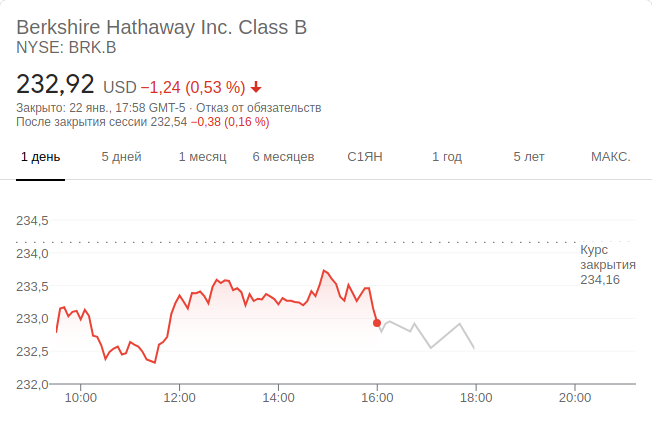 Berkshire Hathaway Inc. Class B
NYSE: BRK.B
232,92 USD −1,24 (0,53 %)
Закрыто: 22 янв., 17:58 GMT-5 · Отказ от обязательств
После закрытия сессии 232,54 −0,38 (0,16 %)
1 день 5 дней 1 месяц 6 месяцев С1ЯН 1 год 5 лет МАКС.
234,5
234,0
233,5
233,0
232,5
232,0
Курс
закрытия
234,16
10:00 12:00 14:00 16:00 18:00 20:00